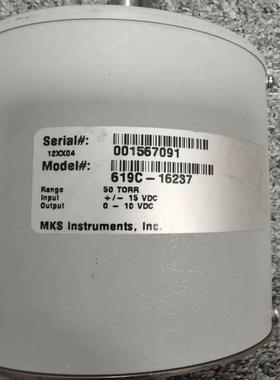 Serial#:
12XX04
001567091
Model#:
619C-16237
Range 50 TORR
Input +/- 15 VDC
Output 0 - 10 VDC
MKS Instruments, Inc.